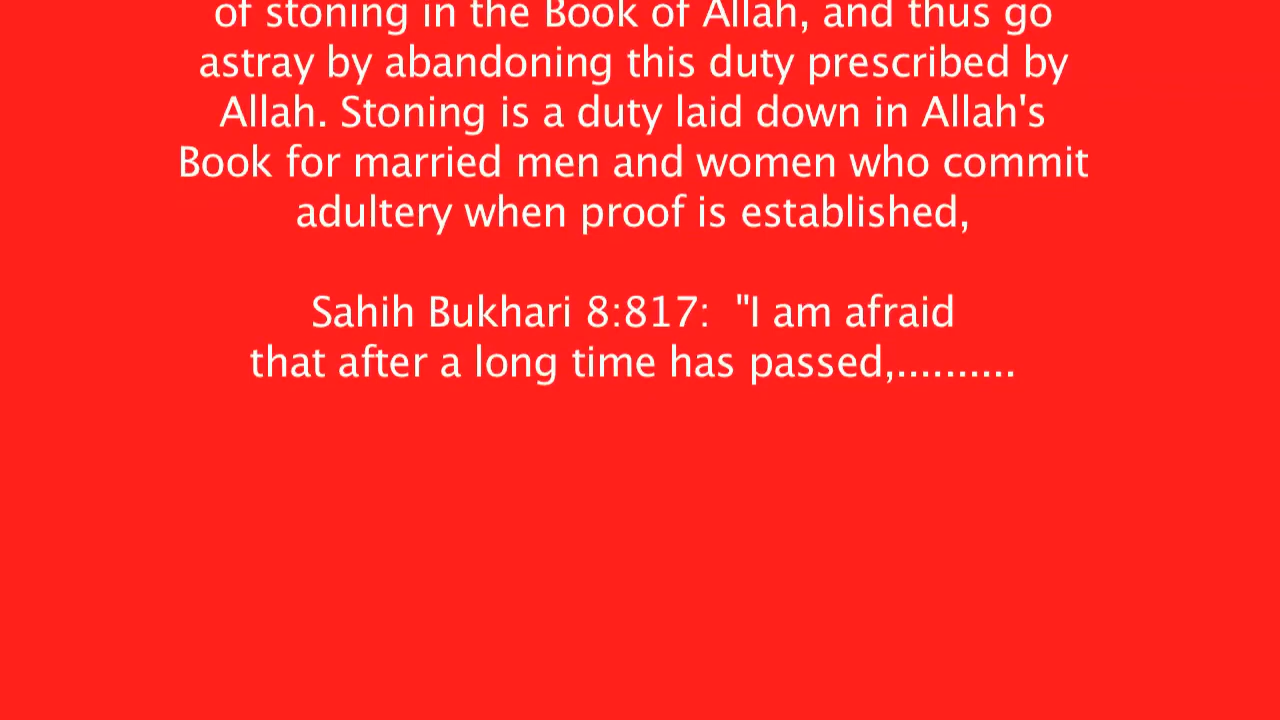 of stoning in the Book of Allah, and thus go
astray by abandoning this duty prescribed by
Allah. Stoning is a duty laid down in Allah's
Book for married men and women who commit
adultery when proof is established,
Sahih Bukhari 8:817:  "I am afraid
that after a long time has passed,..........